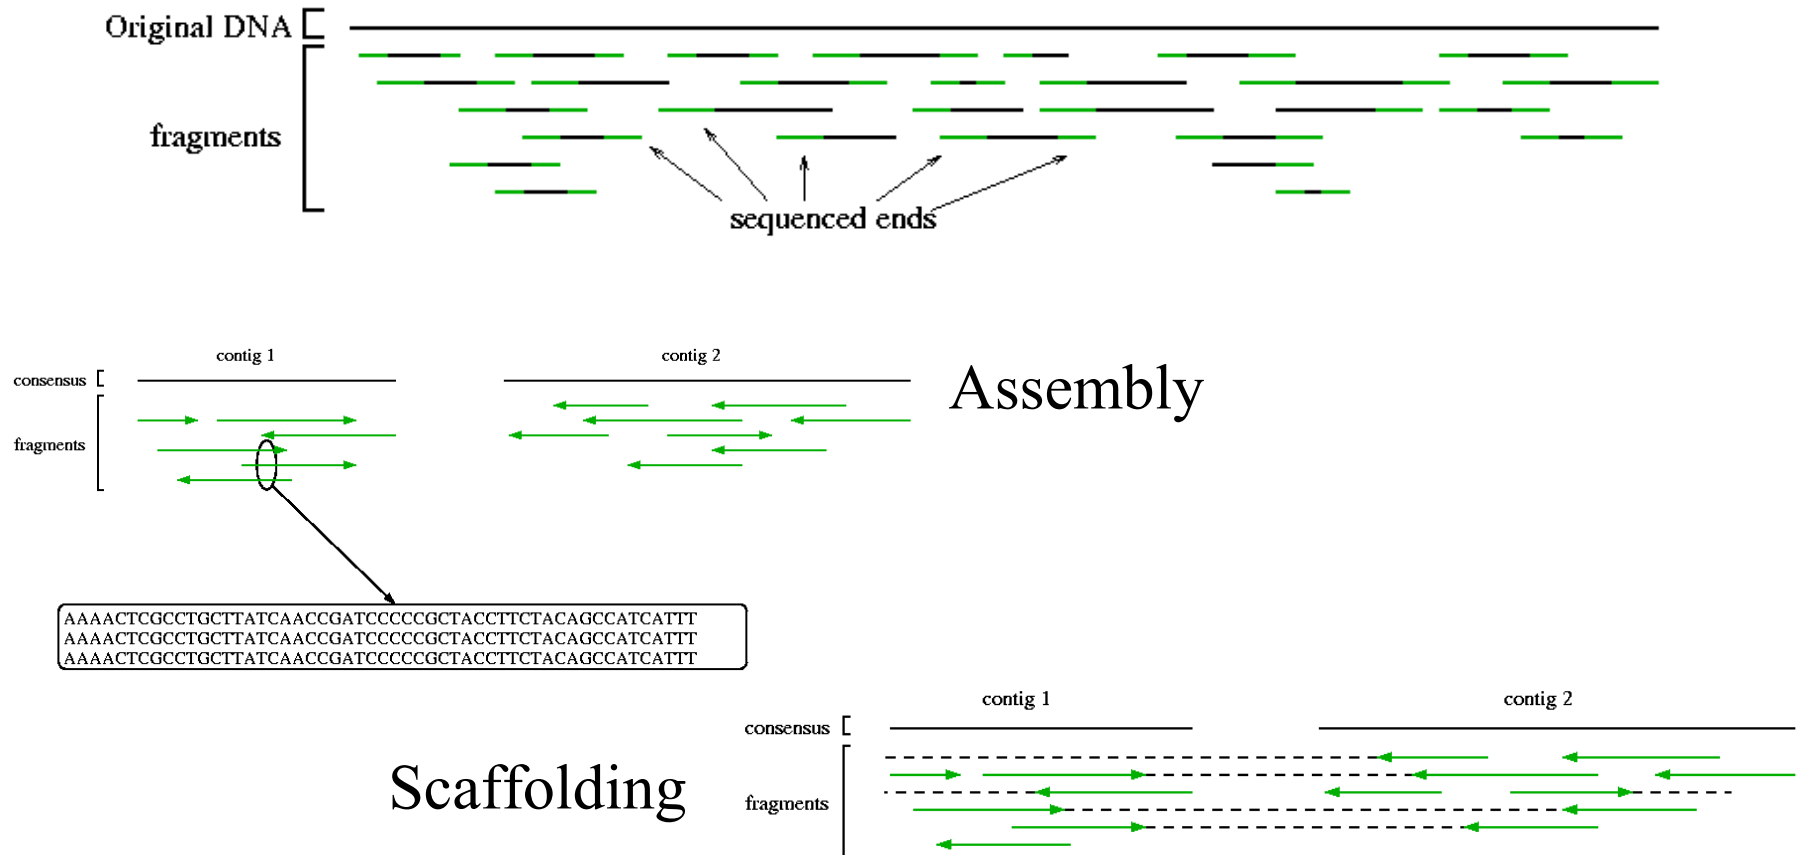 Original DNA
fragments
sequenced ends
contig 1
contig 2
consensus
Assembly
fragments
AAAACTCGCCTGCTTATCAACCGATCCCCCGCTACCTTCTACAGCCATCATTT
AAAACTCGCCTGCTTATCAACCGATCCCCCGCTACCTTCTACAGCCATCATTT
AAAACTCGCCTGCTTATCAACCGATCCCCCGCTACCTTCTACAGCCATCATTT
contig 1
contig 2
consensus
Scaffolding
fragments